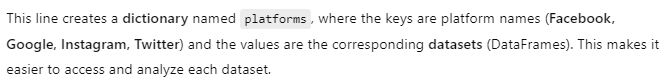 This line creates a dictionary named platforms, where the keys are platform names (Facebook,
Google, Instagram, Twitter) and the values are the corresponding datasets (DataFrames). This makes it
easier to access and analyze each dataset.